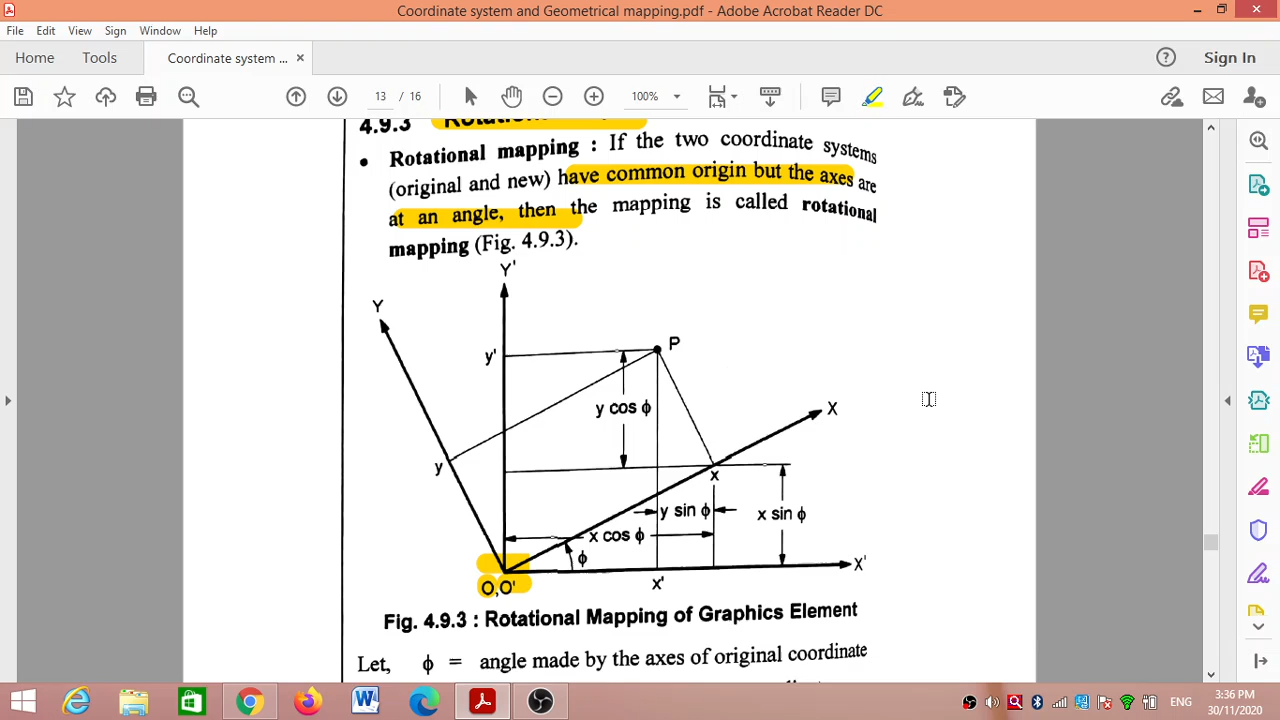 Coordinate system and Geometrical mapping.pdf - Adobe Acrobat Reader DC
File Edit View Sign Window Help
Home Tools Coordinate system ... × Sign In
13 / 16 100%
4.9.3
• Rotational mapping : If the two coordinate systems
(original and new) have common origin but the axes are
at an angle, then the mapping is called rotational
mapping (Fig. 4.9.3).
Y'
Y
P
y'
y cos ϕ
X
y
x
y sin ϕ
x sin ϕ
x cos ϕ
ϕ
X'
O,O'
x'
Fig. 4.9.3 : Rotational Mapping of Graphics Element
Let, ϕ = angle made by the axes of original coordinate
ENG
3:36 PM
30/11/2020